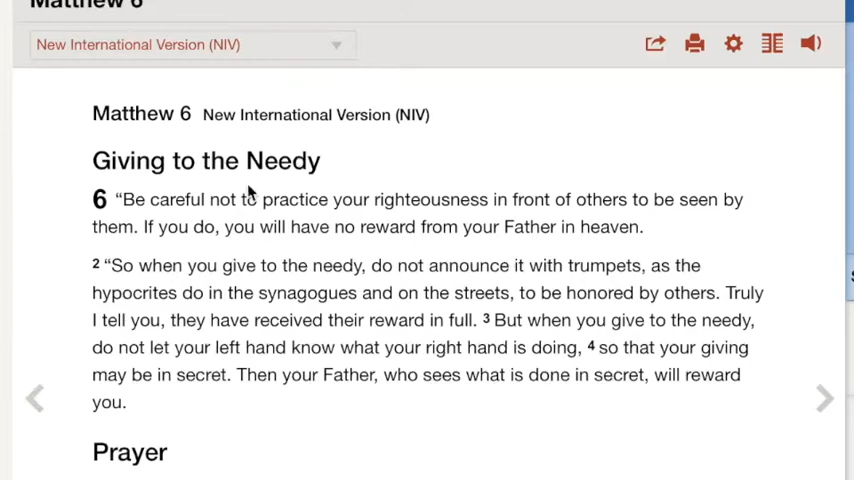 Matthew 6
New International Version (NIV)
Matthew 6 New International Version (NIV)
Giving to the Needy
6 “Be careful not to practice your righteousness in front of others to be seen by
them. If you do, you will have no reward from your Father in heaven.
2 “So when you give to the needy, do not announce it with trumpets, as the
hypocrites do in the synagogues and on the streets, to be honored by others. Truly
I tell you, they have received their reward in full. 3 But when you give to the needy,
do not let your left hand know what your right hand is doing, 4 so that your giving
may be in secret. Then your Father, who sees what is done in secret, will reward
you.
Prayer